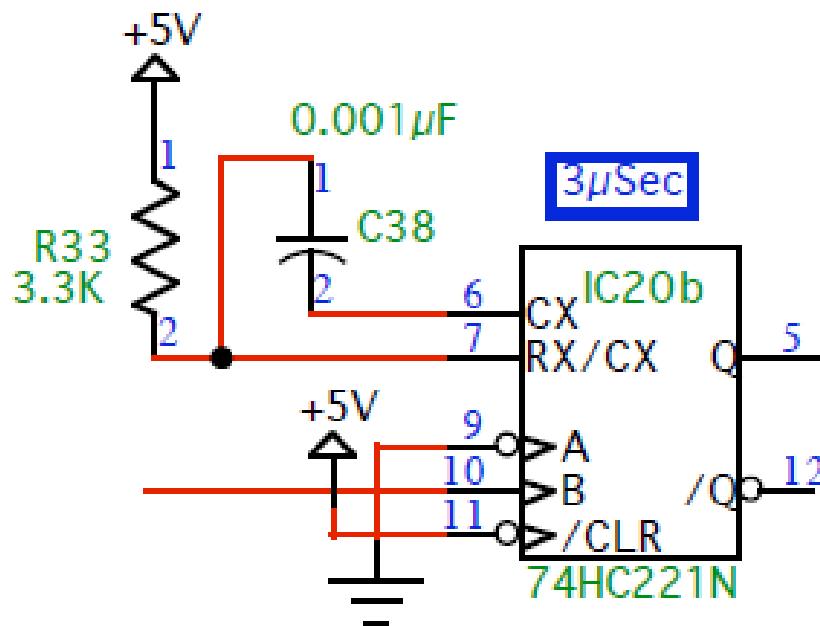 +5V
0.001µF
1
1
3µSec
R33
3.3K
C38
2
2
6
CX
IC20b
7
RX/CX
Q
5
+5V
9
A
10
B
/Q
12
11
/CLR
74HC221N